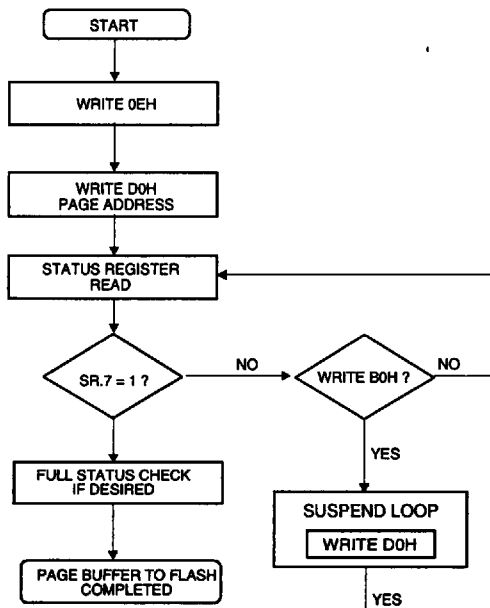 START
WRITE 0EH
WRITE D0H
PAGE ADDRESS
STATUS REGISTER
READ
SR.7 = 1 ?
NO
WRITE B0H ?
NO
YES
FULL STATUS CHECK
IF DESIRED
SUSPEND LOOP
WRITE D0H
PAGE BUFFER TO FLASH
COMPLETED
YES